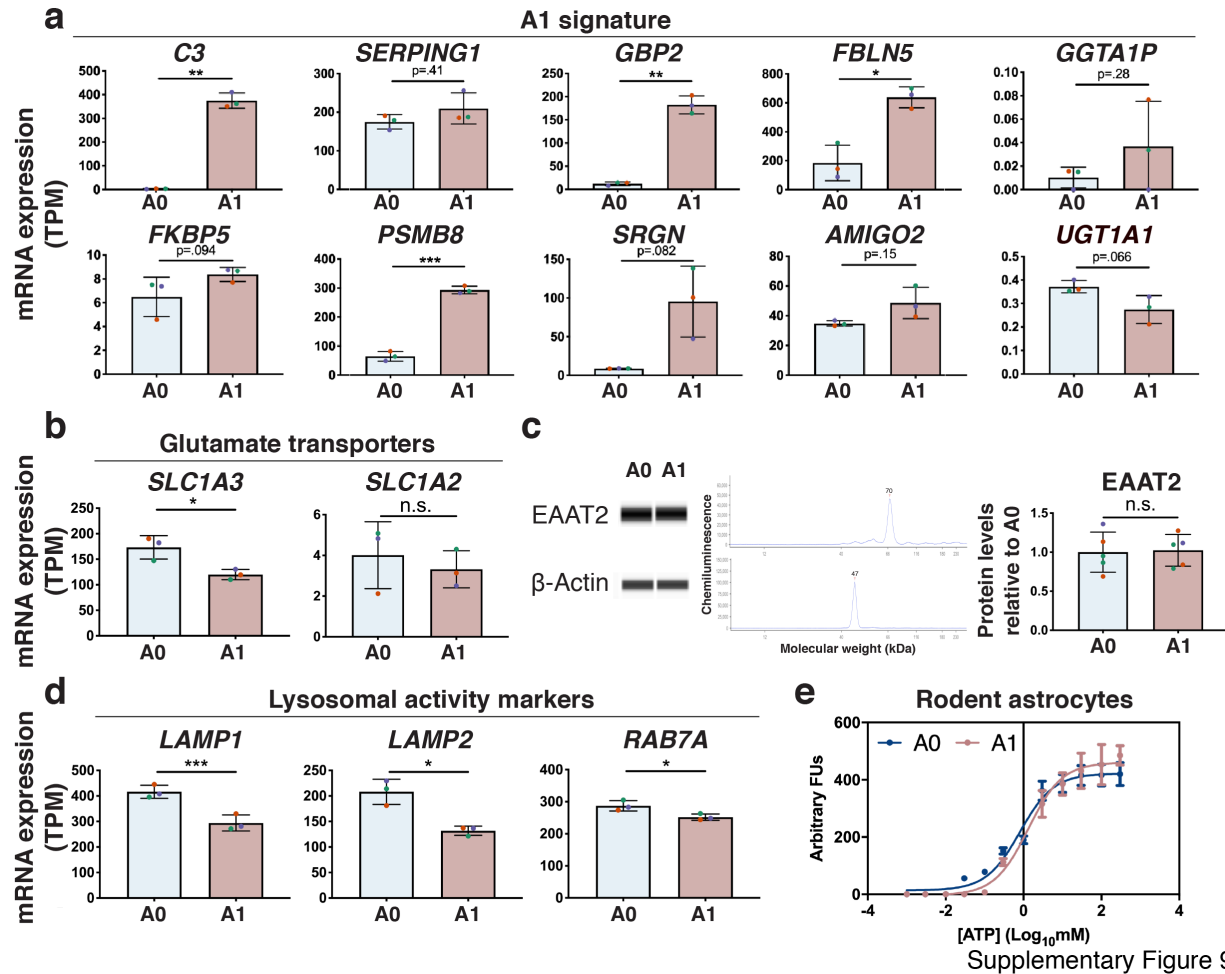 a
A1 signature
mRNA expression
(TPM)
C3
**
500
400
300
200
100
0
A0 A1
SERPING1
p=.41
300
200
100
0
A0 A1
GBP2
**
250
200
150
100
50
0
A0 A1
FBLN5
*
800
600
400
200
0
A0 A1
GGTA1P
p=.28
0.10
0.08
0.06
0.04
0.02
0.00
A0 A1
mRNA expression
(TPM)
FKBP5
p=.094
10
8
6
4
2
0
A0 A1
PSMB8
***
400
300
200
100
0
A0 A1
SRGN
p=.082
150
100
50
0
A0 A1
AMIGO2
p=.15
80
60
40
20
0
A0 A1
UGT1A1
p=.066
0.5
0.4
0.3
0.2
0.1
0.0
A0 A1
b
Glutamate transporters
mRNA expression
(TPM)
SLC1A3
*
250
200
150
100
50
0
A0 A1
SLC1A2
n.s.
6
4
2
0
A0 A1
c
A0 A1
EAAT2
β-Actin
Chemiluminescence
70
47
Molecular weight (kDa)
EAAT2
n.s.
Protein levels
relative to A0
1.5
1.0
0.5
0.0
A0 A1
d
Lysosomal activity markers
mRNA expression
(TPM)
LAMP1
***
500
400
300
200
100
0
A0 A1
LAMP2
*
250
200
150
100
50
0
A0 A1
RAB7A
*
400
300
200
100
0
A0 A1
e
Rodent astrocytes
Arbitrary FUs
600
400
200
0
A0 A1
-4 -2 0 2 4
[ATP] (Log10mM)
Supplementary Figure 9